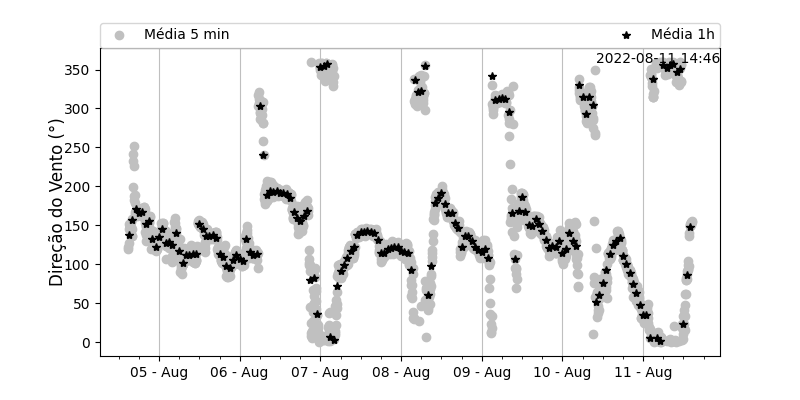 Média 5 min
Média 1h
2022-08-11 14:46
Direção do Vento (°)
350
300
250
200
150
100
50
0
05 - Aug
06 - Aug
07 - Aug
08 - Aug
09 - Aug
10 - Aug
11 - Aug